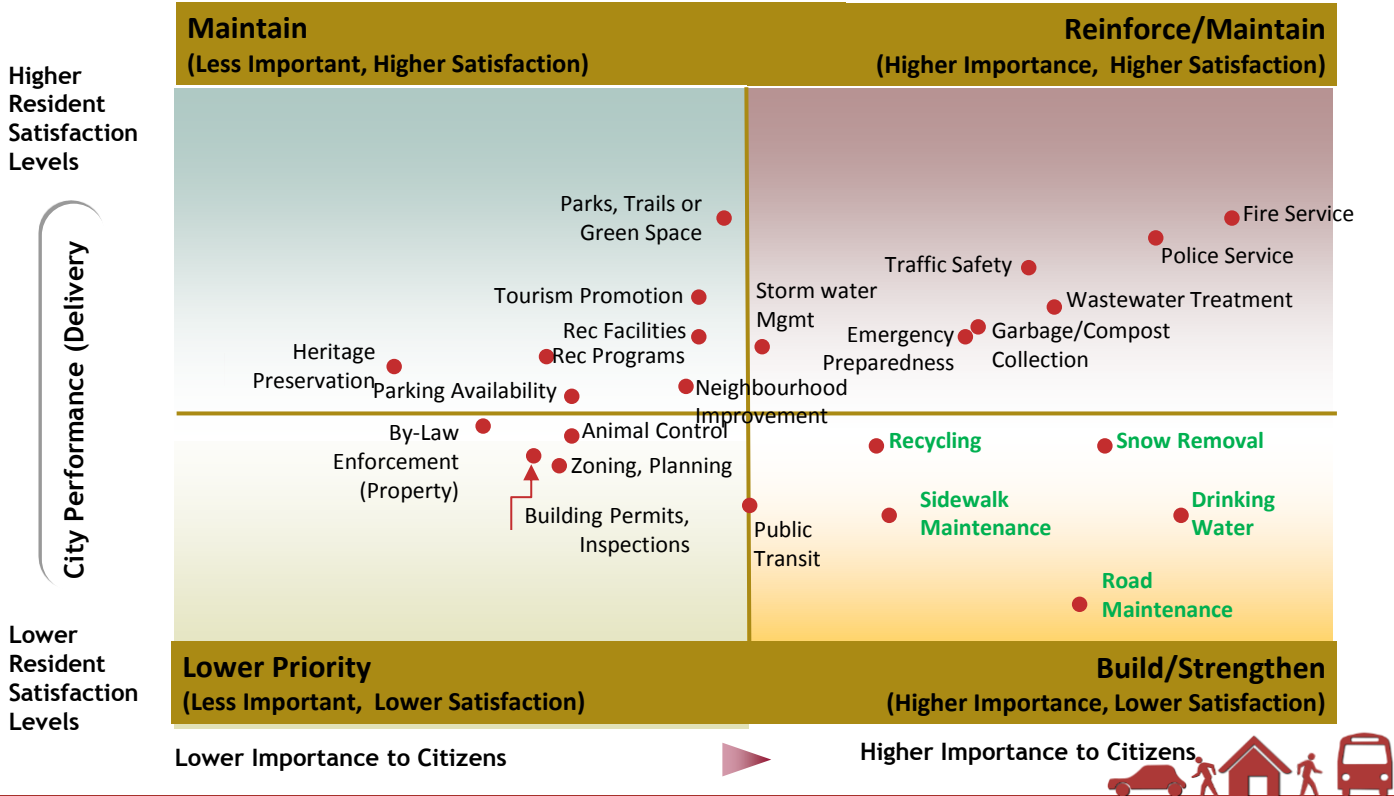 Maintain
(Less Important, Higher Satisfaction)
Reinforce/Maintain
(Higher Importance,  Higher Satisfaction)
Higher
Resident
Satisfaction
Levels
City Performance (Delivery
Lower
Resident
Satisfaction
Levels
Parks, Trails or
Green Space
Tourism Promotion
Rec Facilities
Rec Programs
Heritage
Preservation
Parking Availability
Neighbourhood
Improvement
Storm water
Mgmt
Traffic Safety
Emergency
Preparedness
Garbage/Compost
Collection
Wastewater Treatment
Police Service
Fire Service
By-Law
Enforcement
(Property)
Animal Control
Zoning, Planning
Building Permits,
Inspections
Public
Transit
Recycling
Snow Removal
Sidewalk
Maintenance
Drinking
Water
Road
Maintenance
Lower Priority
(Less Important,  Lower Satisfaction)
Build/Strengthen
(Higher Importance, Lower Satisfaction)
Lower Importance to Citizens
Higher Importance to Citizens